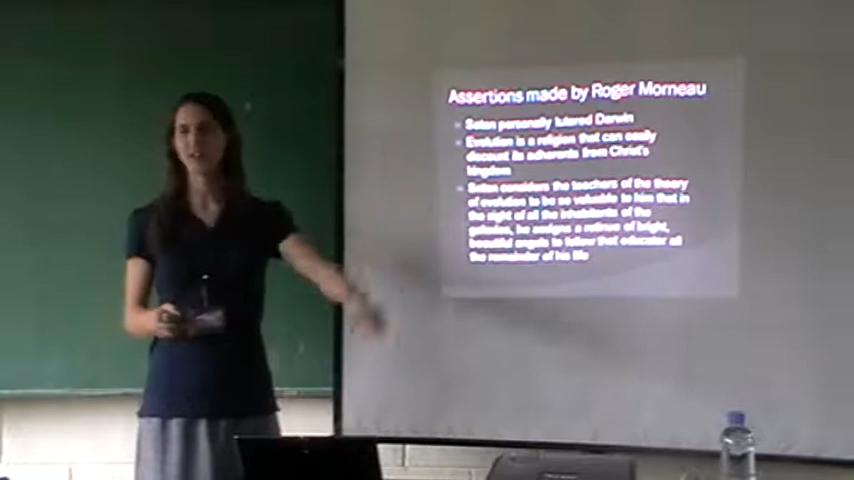 Assertions made by Roger Morneau
Satan personally tutored Darwin
Evolution is a religion that can easily
discount its adherents from Christ's
kingdom
Satan considers the teachers of the theory
of evolution to be so valuable to him that in
the sight of all the inhabitants of the
galaxies, he assigns a retinue of bright,
beautiful angels to follow that educator all
the remainder of his life